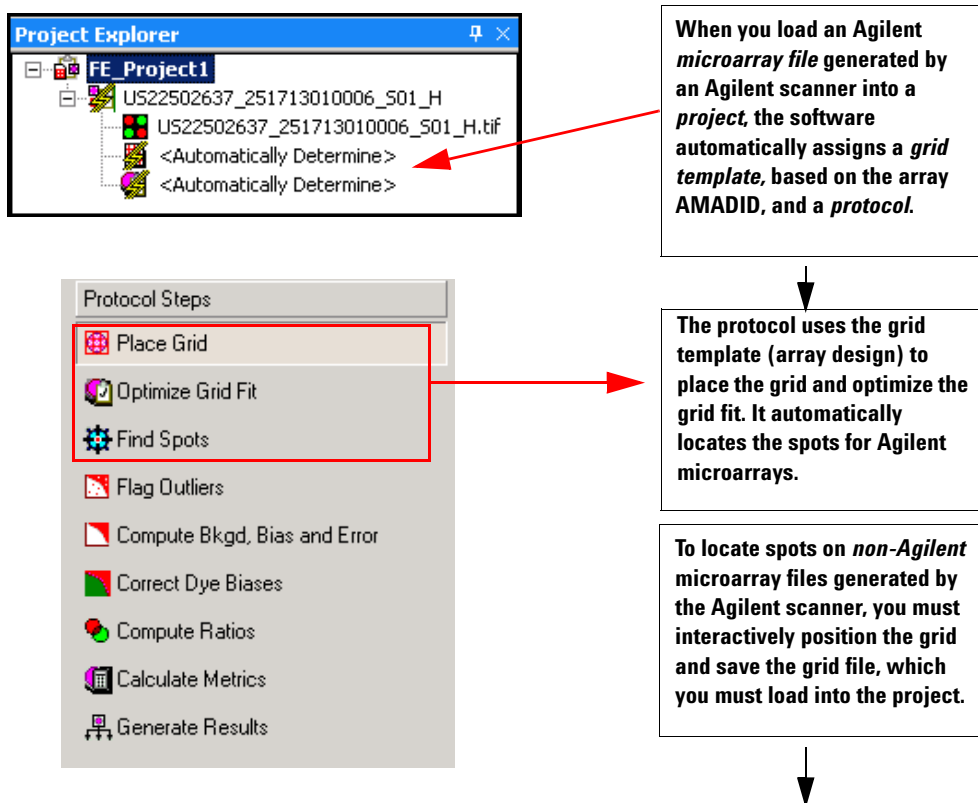 Project Explorer
FE_Project1
US22502637_251713010006_S01_H
US22502637_251713010006_S01_H.tif
<Automatically Determine>
<Automatically Determine>
When you load an Agilent
microarray file generated by
an Agilent scanner into a
project, the software
automatically assigns a grid
template, based on the array
AMADID, and a protocol.
Protocol Steps
Place Grid
Optimize Grid Fit
Find Spots
Flag Outliers
Compute Bkgd, Bias and Error
Correct Dye Biases
Compute Ratios
Calculate Metrics
Generate Results
The protocol uses the grid
template (array design) to
place the grid and optimize the
grid fit. It automatically
locates the spots for Agilent
microarrays.
To locate spots on non-Agilent
microarray files generated by
the Agilent scanner, you must
interactively position the grid
and save the grid file, which
you must load into the project.